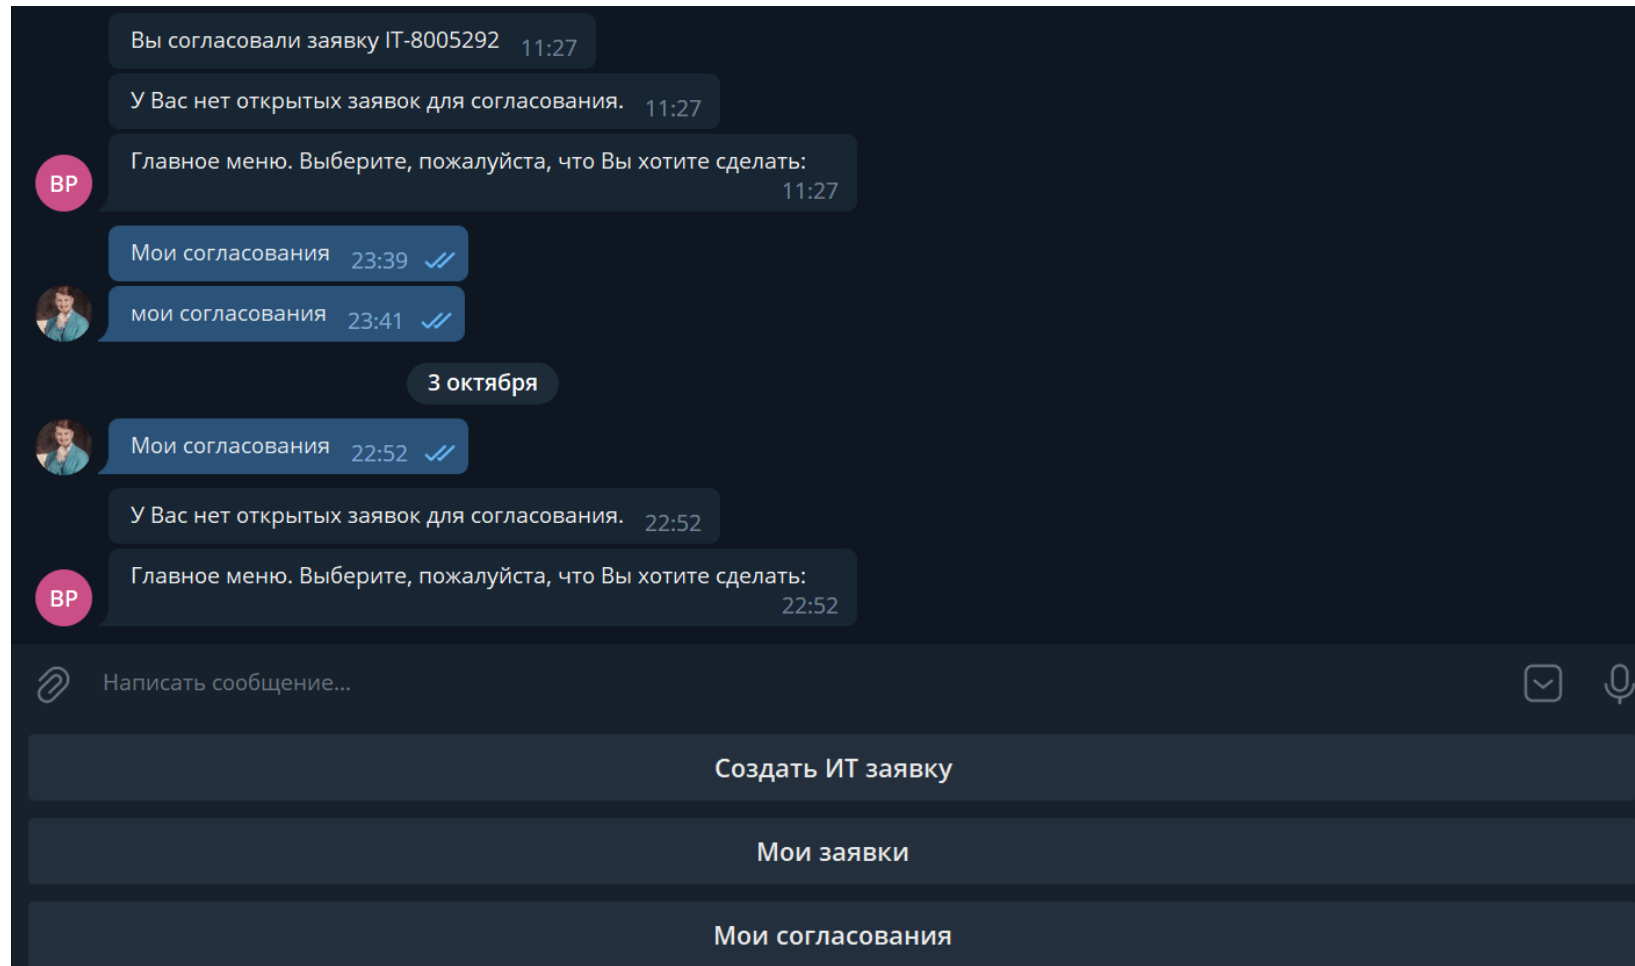 Вы согласовали заявку IT-8005292 11:27
У Вас нет открытых заявок для согласования. 11:27
Главное меню. Выберите, пожалуйста, что Вы хотите сделать:
11:27
ВР
Мои согласования 23:39
мои согласования 23:41
3 октября
Мои согласования 22:52
У Вас нет открытых заявок для согласования. 22:52
Главное меню. Выберите, пожалуйста, что Вы хотите сделать:
22:52
ВР
Написать сообщение...
Создать ИТ заявку
Мои заявки
Мои согласования